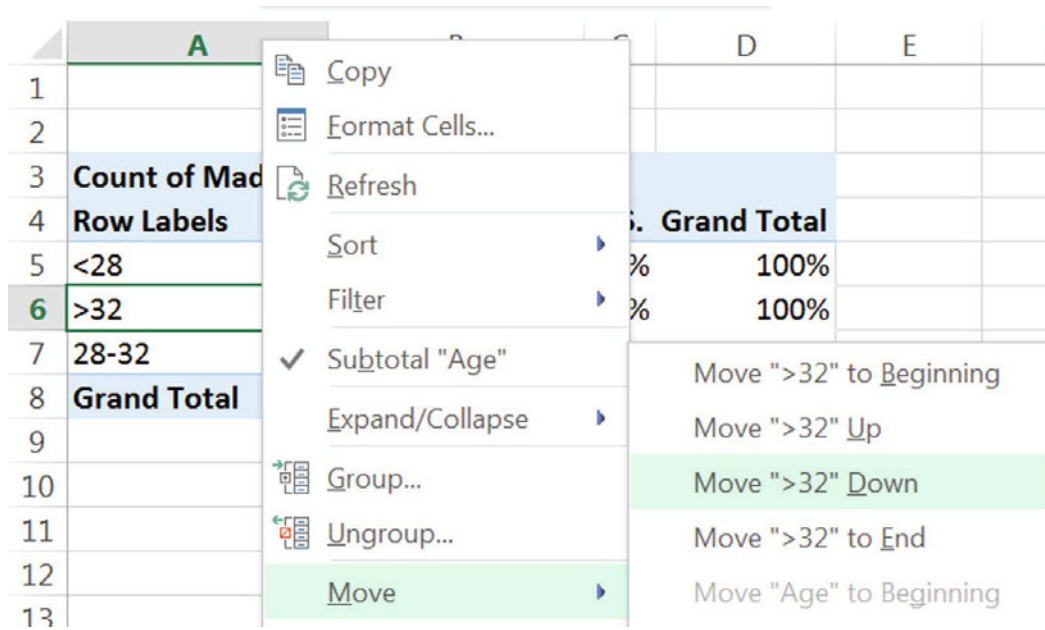 A D E
1
2
3 Count of Mad
4 Row Labels S. Grand Total
5 <28 % 100%
6 >32 % 100%
7 28-32
8 Grand Total
9
10
11
12
13
Copy
Format Cells...
Refresh
Sort
Filter
Subtotal "Age"
Expand/Collapse
Group...
Ungroup...
Move
Move ">32" to Beginning
Move ">32" Up
Move ">32" Down
Move ">32" to End
Move "Age" to Beginning